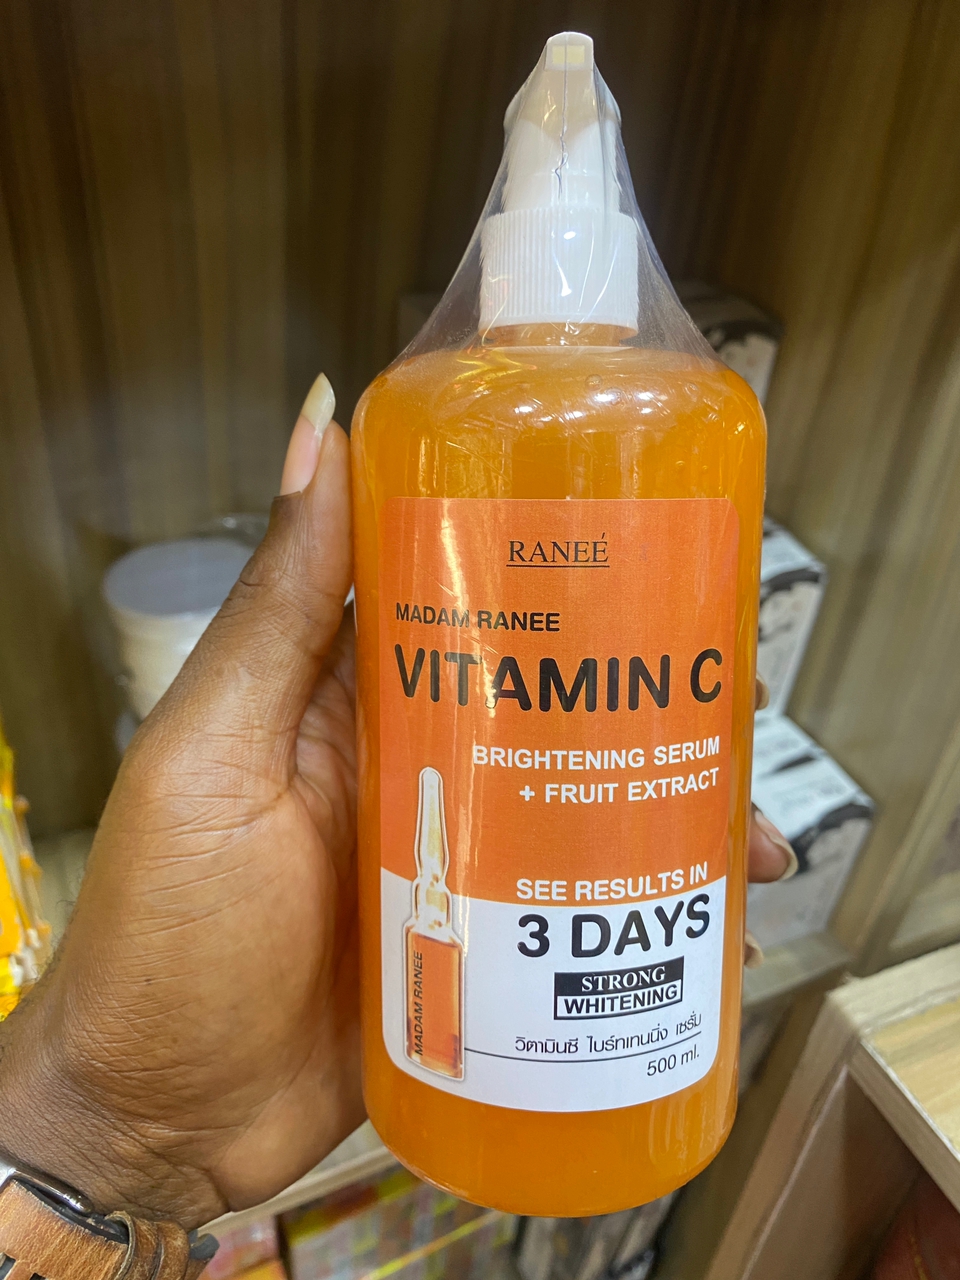 RANEÉ
MADAM RANEE
VITAMIN C
BRIGHTENING SERUM
+ FRUIT EXTRACT
SEE RESULTS IN
3 DAYS
STRONG
WHITENING
MADAM RANEE
วิตามินซี ไบร์ทเทนนิ่ง เซรั่ม
500 ml.